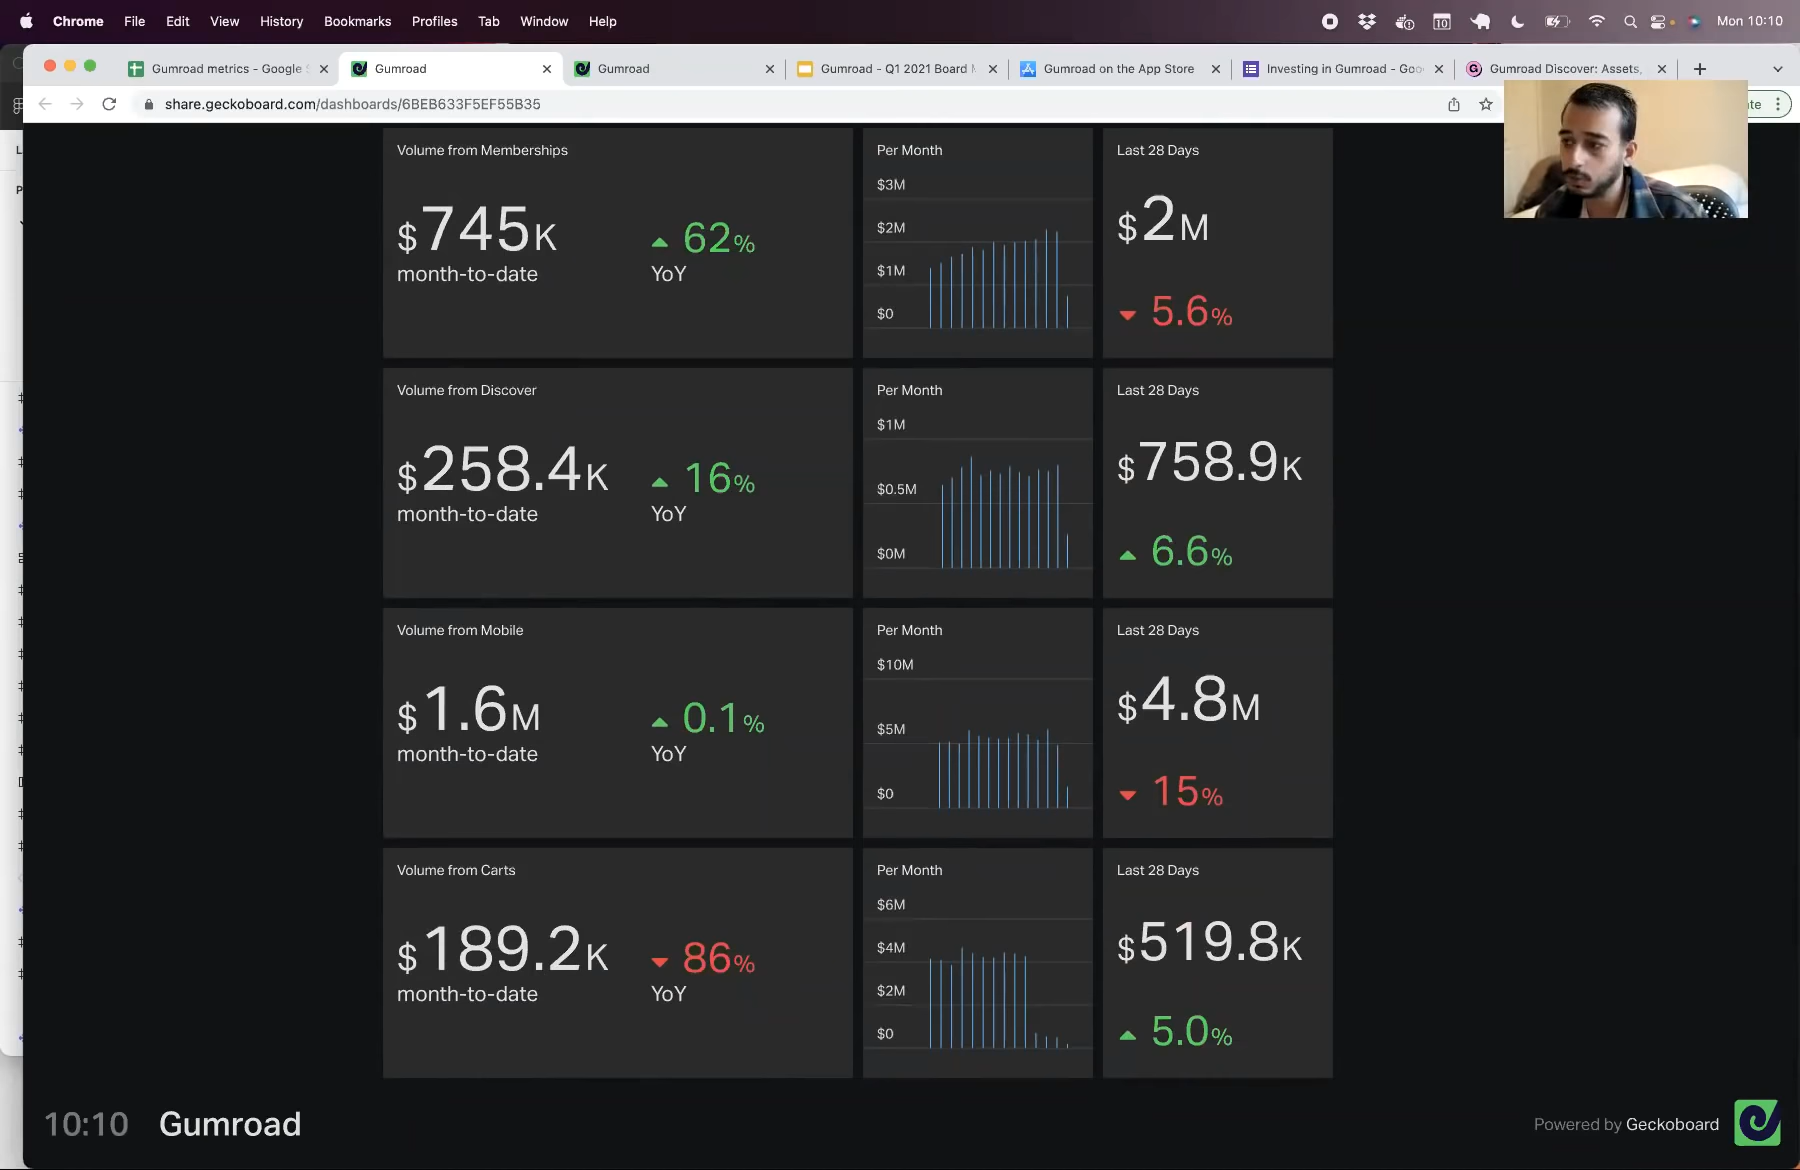 Chrome File Edit View History Bookmarks Profiles Tab Window Help
10 Mon 10:10
Gumroad metrics - Google
Gumroad
Gumroad
Gumroad - Q1 2021 Board
Gumroad on the App Store
Investing in Gumroad - Goo
Gumroad Discover: Assets,
share.geckoboard.com/dashboards/6BEB633F5EF55B35
Volume from Memberships
$745K
month-to-date
62%
YoY
Per Month
$3M
$2M
$1M
$0
Last 28 Days
$2M
5.6%
Volume from Discover
$258.4K
month-to-date
16%
YoY
Per Month
$1M
$0.5M
$0M
Last 28 Days
$758.9K
6.6%
Volume from Mobile
$1.6M
month-to-date
0.1%
YoY
Per Month
$10M
$5M
$0
Last 28 Days
$4.8M
15%
Volume from Carts
$189.2K
month-to-date
86%
YoY
Per Month
$6M
$4M
$2M
$0
Last 28 Days
$519.8K
5.0%
10:10 Gumroad
Powered by Geckoboard